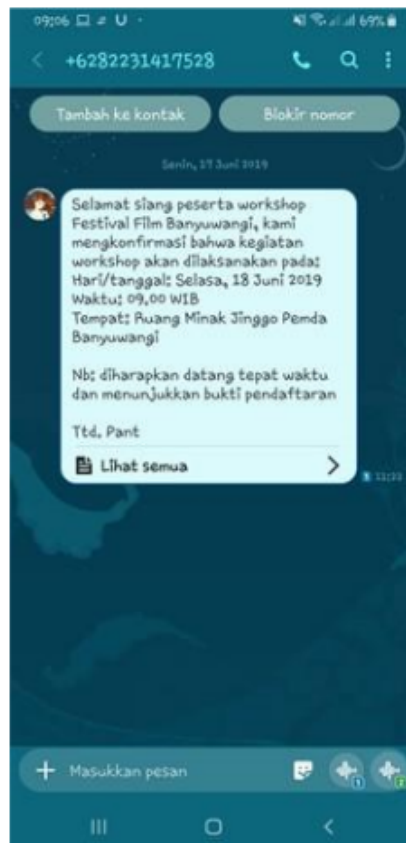 09:06
69%
+6282231417528
Tambah ke kontak
Blokir nomor
Senin, 17 Juni 2019
Selamat siang peserta workshop
Festival Film Banyuwangi, kami
mengkonfirmasi bahwa kegiatan
workshop akan dilaksanakan pada:
Hari/tanggal: Selasa, 18 Juni 2019
Waktu: 09.00 WIB
Tempat: Ruang Minak Jinggo Pemda
Banyuwangi
Nb: diharapkan datang tepat waktu
dan menunjukkan bukti pendaftaran
Ttd. Pant
Lihat semua
Masukkan pesan
1
2